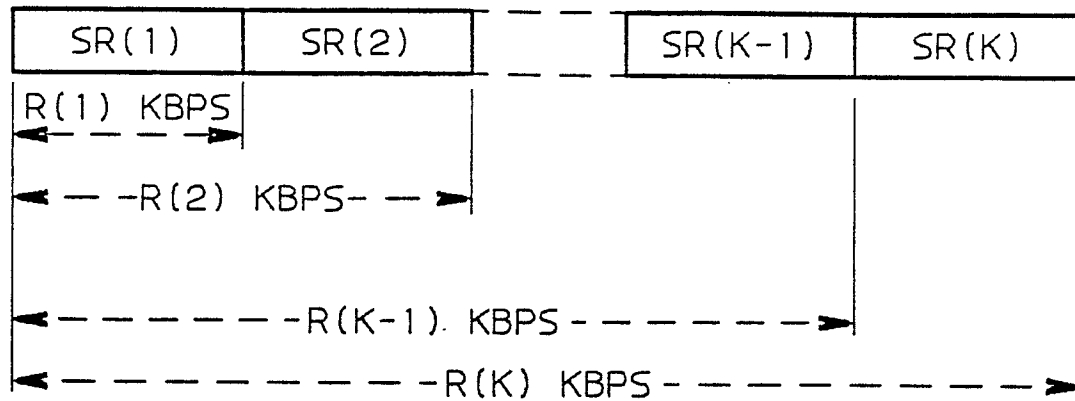 SR(1) SR(2) SR(K-1) SR(K)
R(1) KBPS
R(2) KBPS
R(K-1). KBPS
R(K) KBPS